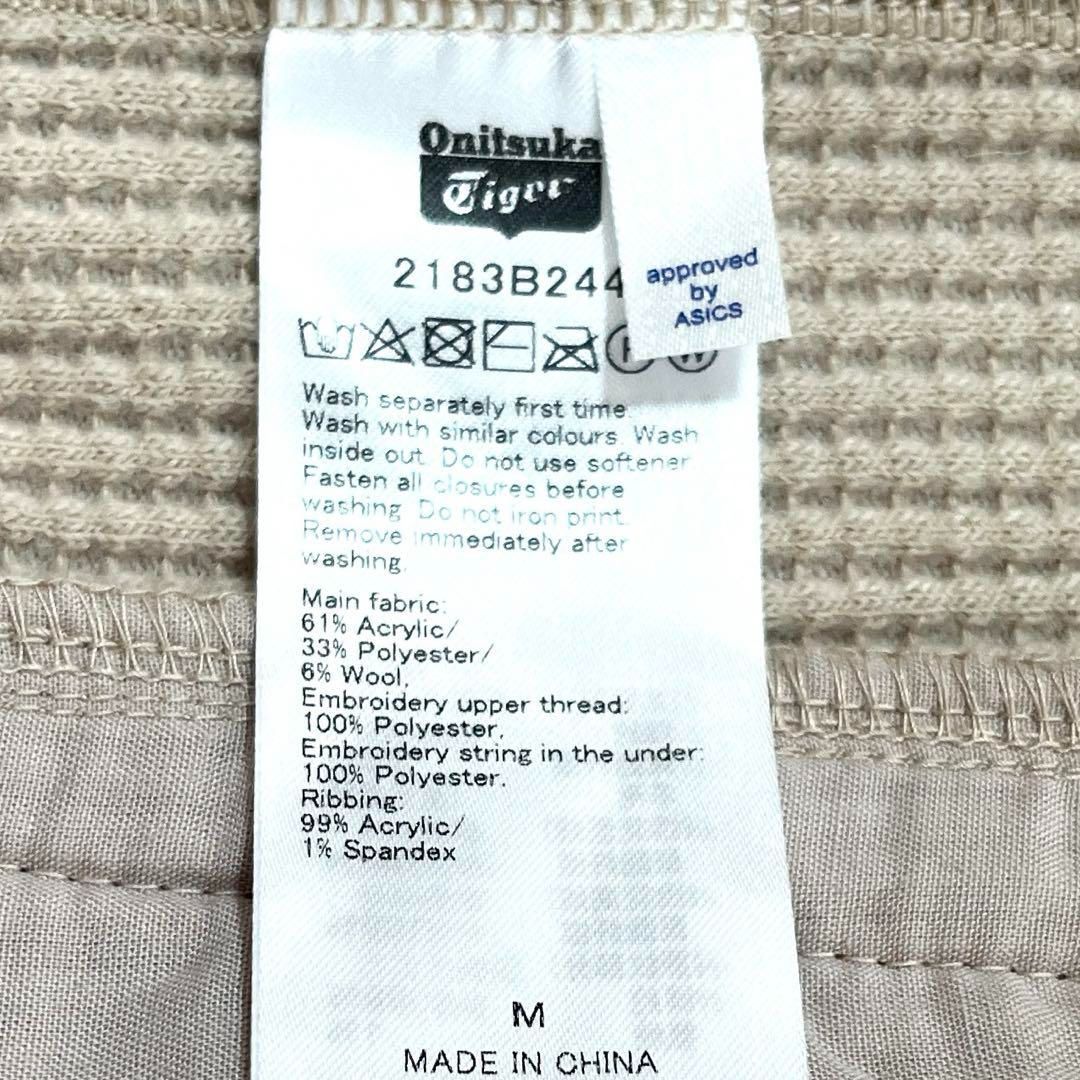 Onitsuka
Tiger
2183B244
approved
by
ASICS
Wash separately first time.
Wash with similar colours. Wash
inside out. Do not use softener.
Fasten all closures before
washing. Do not iron print.
Remove immediately after
washing.
Main fabric:
61% Acrylic/
33% Polyester/
6% Wool,
Embroidery upper thread:
100% Polyester,
Embroidery string in the under:
100% Polyester,
Ribbing:
99% Acrylic/
1% Spandex
M
MADE IN CHINA